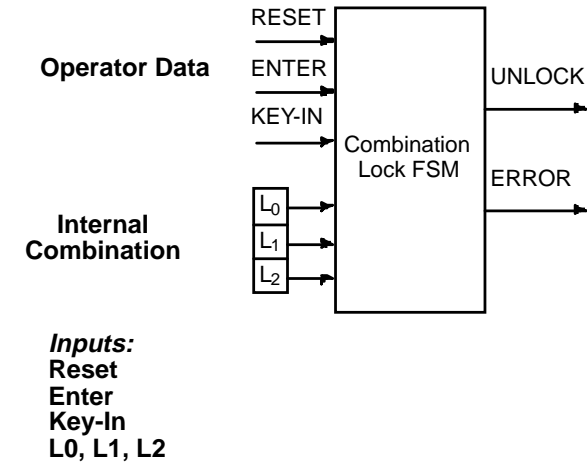 RESET
Operator Data
ENTER
UNLOCK
KEY-IN
Combination
Lock FSM
ERROR
L0
Internal
Combination
L1
L2
Inputs:
Reset
Enter
Key-In
L0, L1, L2